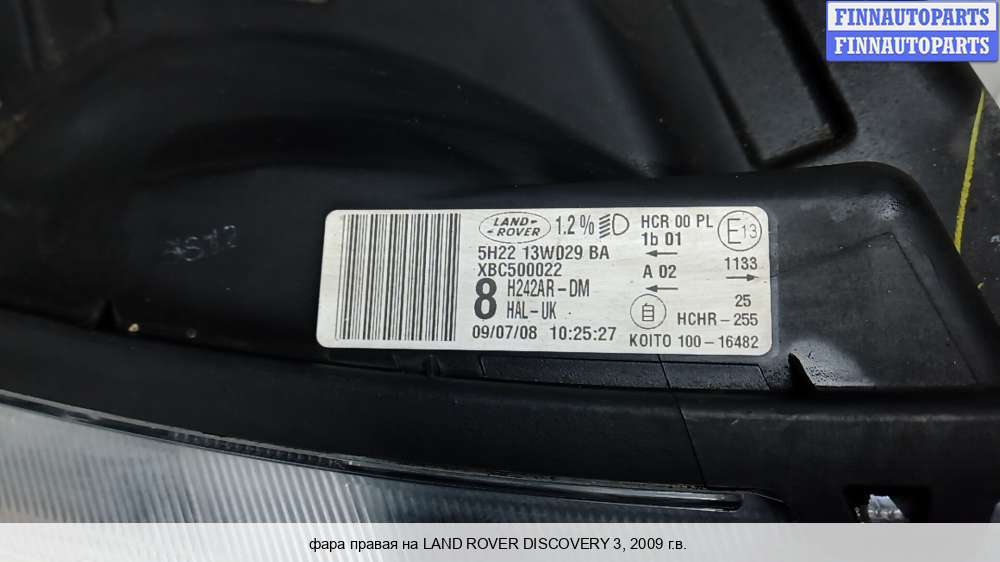 FINNAUTOPARTS
FINNAUTOPARTS
LAND-
-ROVER
1.2%
HCR 00 PL
1b 01
E13
5H22 13W029 BA
XBC500022
A 02
1133
8
H242AR-DM
HAL-UK
25
HCHR-255
09/07/08 10:25:27
KOITO 100-16482
фара правая на LAND ROVER DISCOVERY 3, 2009 г.в.